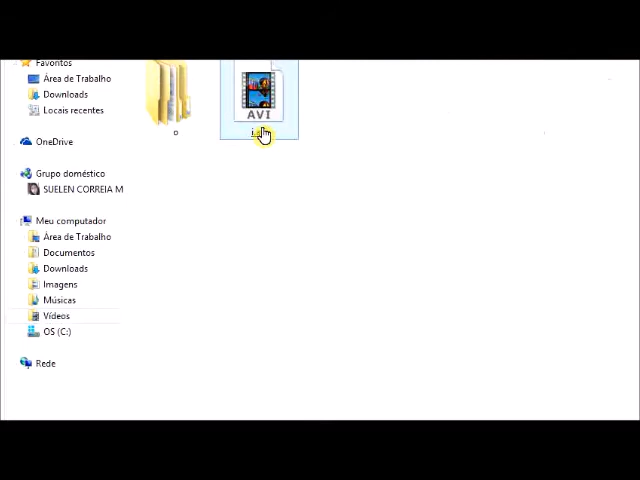 Favoritos
Área de Trabalho
Downloads
Locais recentes
OneDrive
Grupo doméstico
SUELEN CORREIA M
Meu computador
Área de Trabalho
Documentos
Downloads
Imagens
Músicas
Vídeos
OS (C:)
Rede
o
AVI